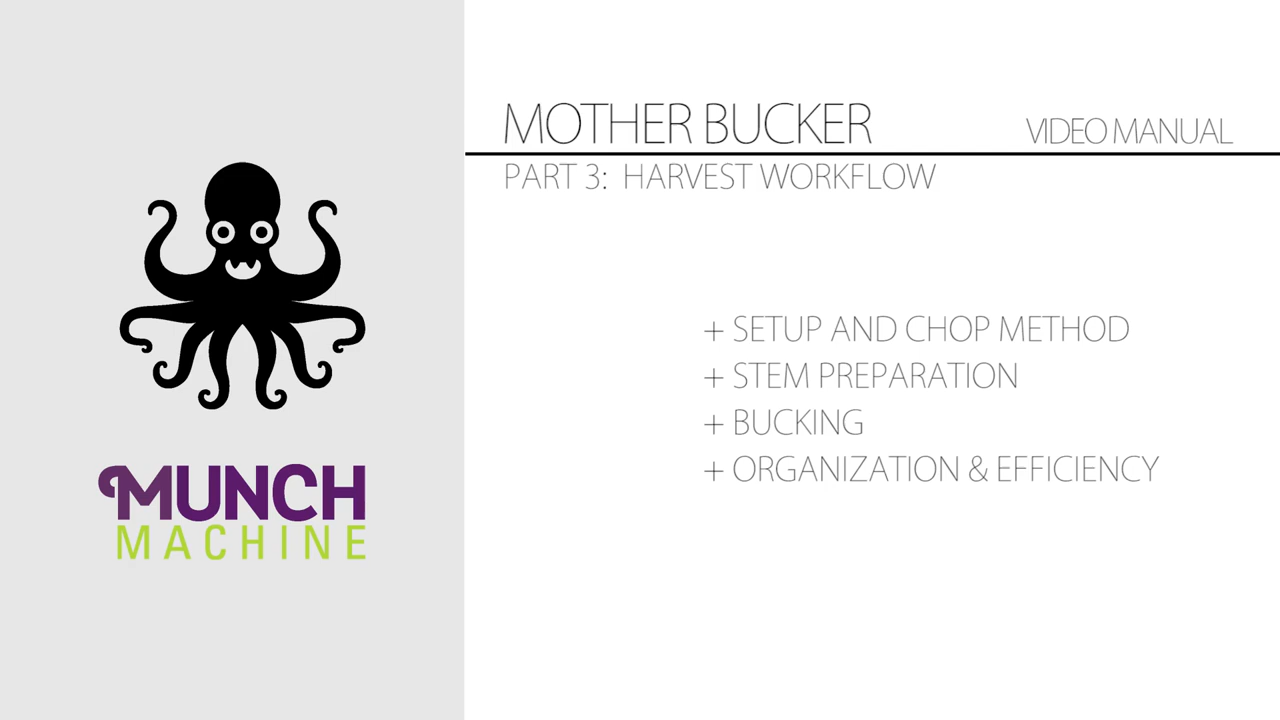 MOTHER BUCKER
VIDEO MANUAL
PART 3: HARVEST WORKFLOW
+ SETUP AND CHOP METHOD
+ STEM PREPARATION
+ BUCKING
+ ORGANIZATION & EFFICIENCY
MUNCH
MACHINE